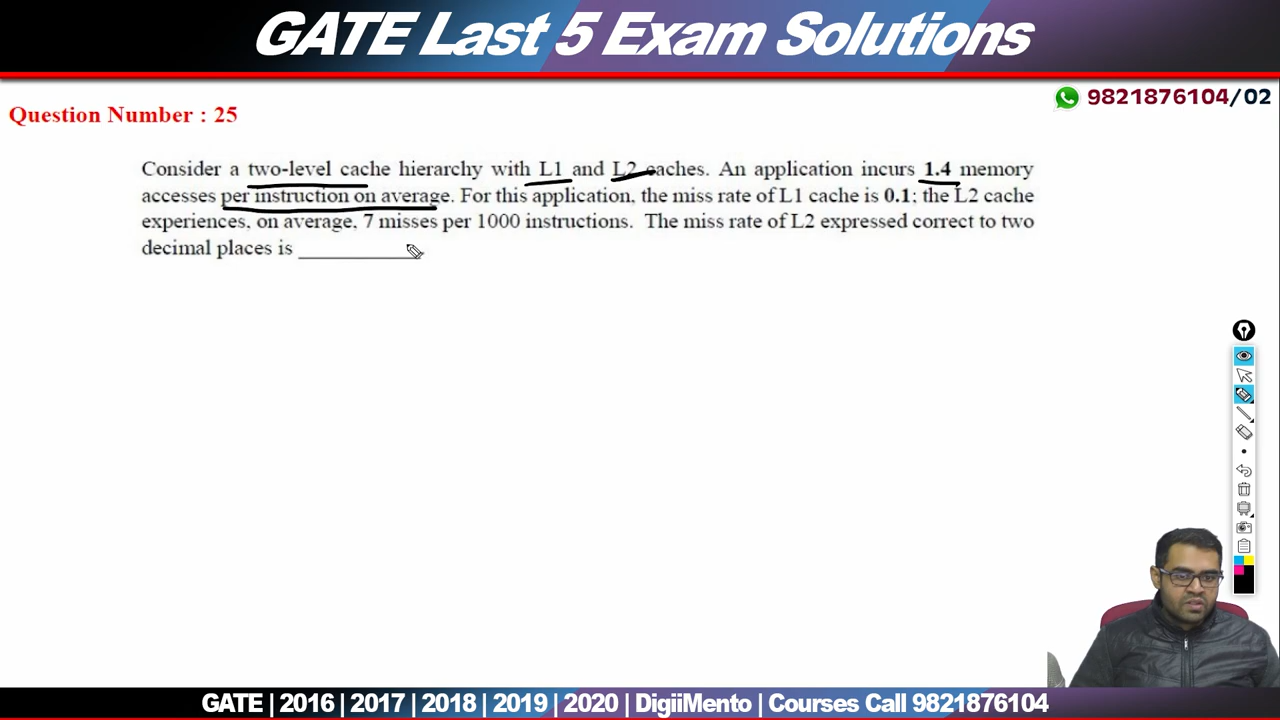 GATE Last 5 Exam Solutions
9821876104/02
Question Number : 25
Consider a two-level cache hierarchy with L1 and L2 caches. An application incurs 1.4 memory
accesses per instruction on average. For this application, the miss rate of L1 cache is 0.1; the L2 cache
experiences, on average, 7 misses per 1000 instructions. The miss rate of L2 expressed correct to two
decimal places is ____________
GATE | 2016 | 2017 | 2018 | 2019 | 2020 | DigiiMento | Courses Call 9821876104